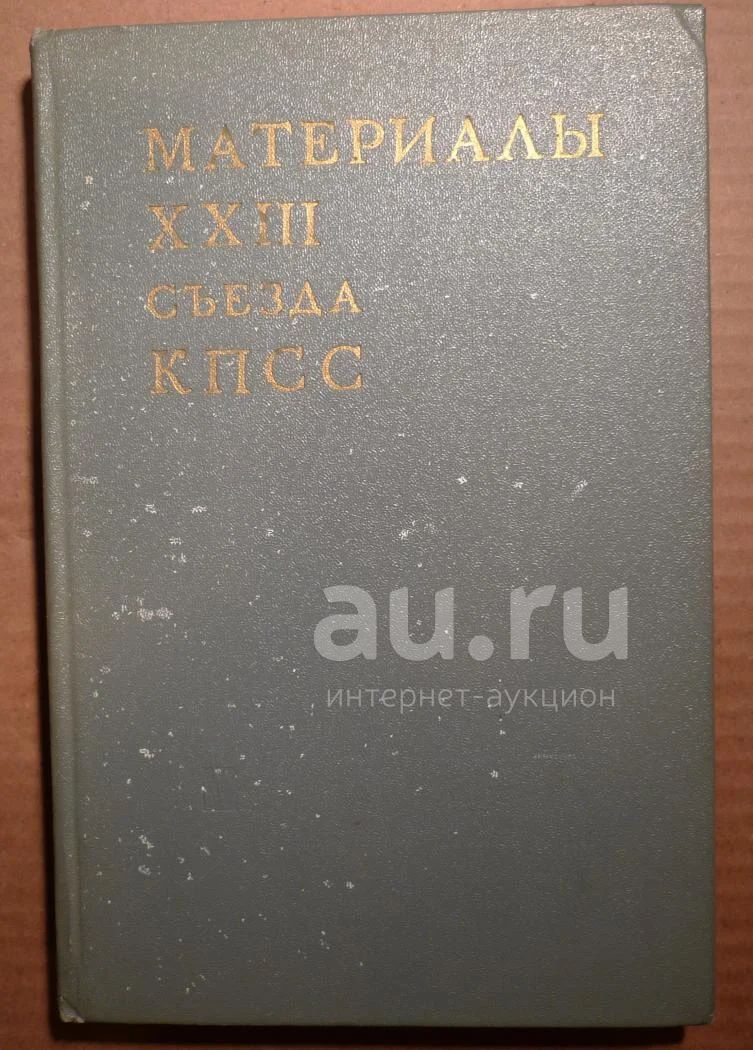 МАТЕРИАЛЫ
XXIII
СЪЕЗДА
КПСС
au.ru
интернет-аукцион